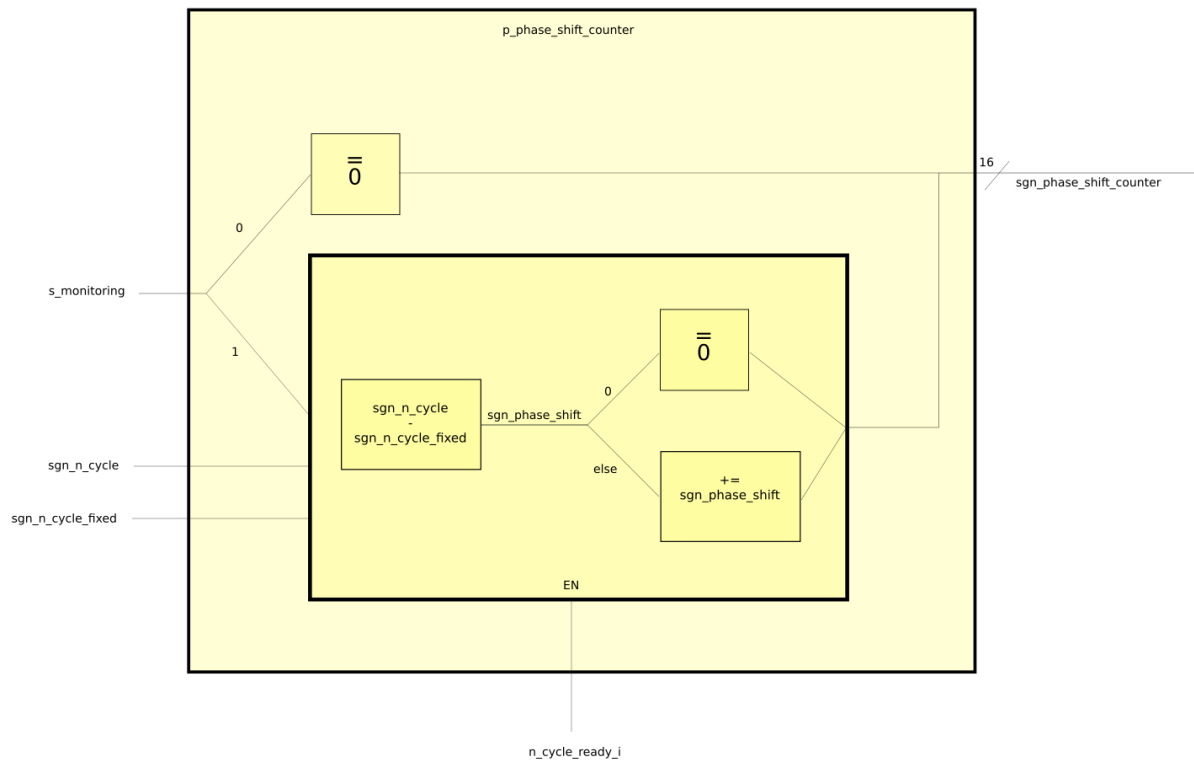 p_phase_shift_counter
=
0
16
sgn_phase_shift_counter
0
s_monitoring
1
=
0
0
sgn_n_cycle
-
sgn_n_cycle_fixed
sgn_phase_shift
else
+=
sgn_phase_shift
sgn_n_cycle
sgn_n_cycle_fixed
EN
n_cycle_ready_i